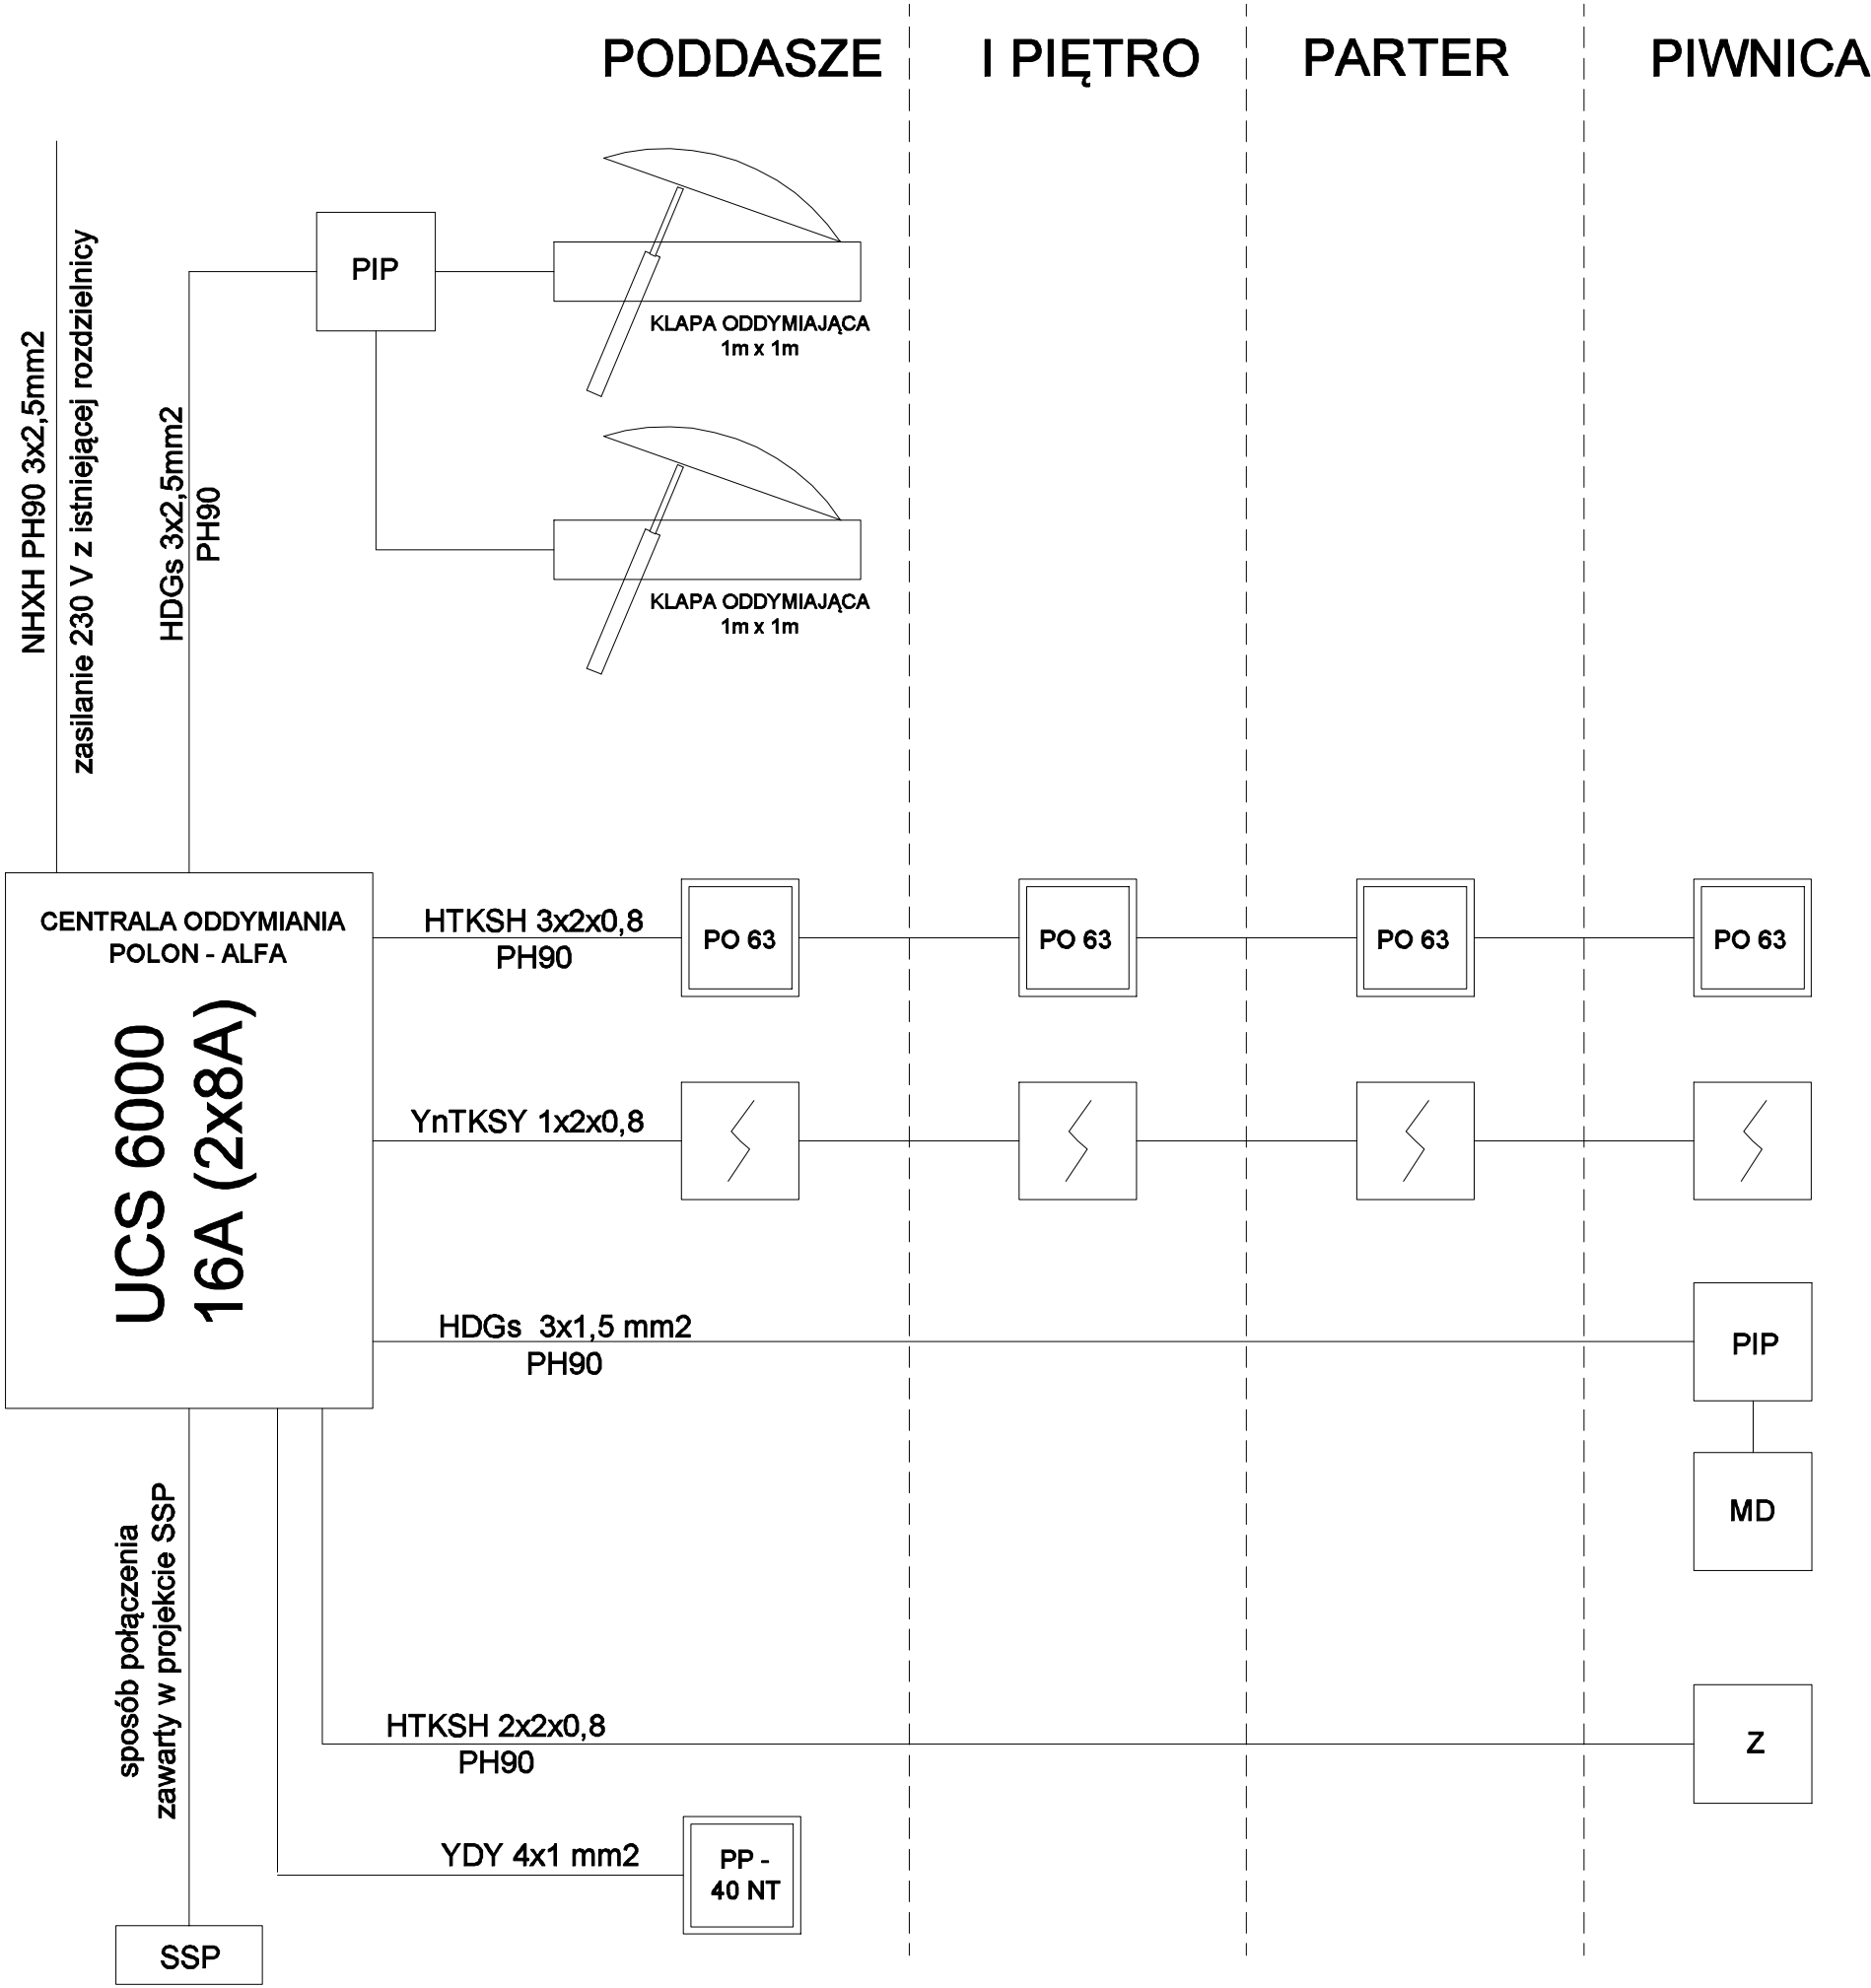 PODDASZE
I PIĘTRO
PARTER
PIWNICA
NHXH PH90 3x2,5mm2
zasilanie 230 V z istniejącej rozdzielnicy
HDGs 3x2,5mm2
PH90
PIP
KLAPA ODDYMIAJĄCA
1m x 1m
KLAPA ODDYMIAJĄCA
1m x 1m
CENTRALA ODDYMIANIA
POLON - ALFA
UCS 6000
16A (2x8A)
HTKSH 3x2x0,8
PH90
PO 63
PO 63
PO 63
PO 63
YnTKSY 1x2x0,8
HDGs  3x1,5 mm2
PH90
PIP
MD
sposób połączenia
zawarty w projekcie SSP
HTKSH 2x2x0,8
PH90
Z
YDY 4x1 mm2
PP -
40 NT
SSP